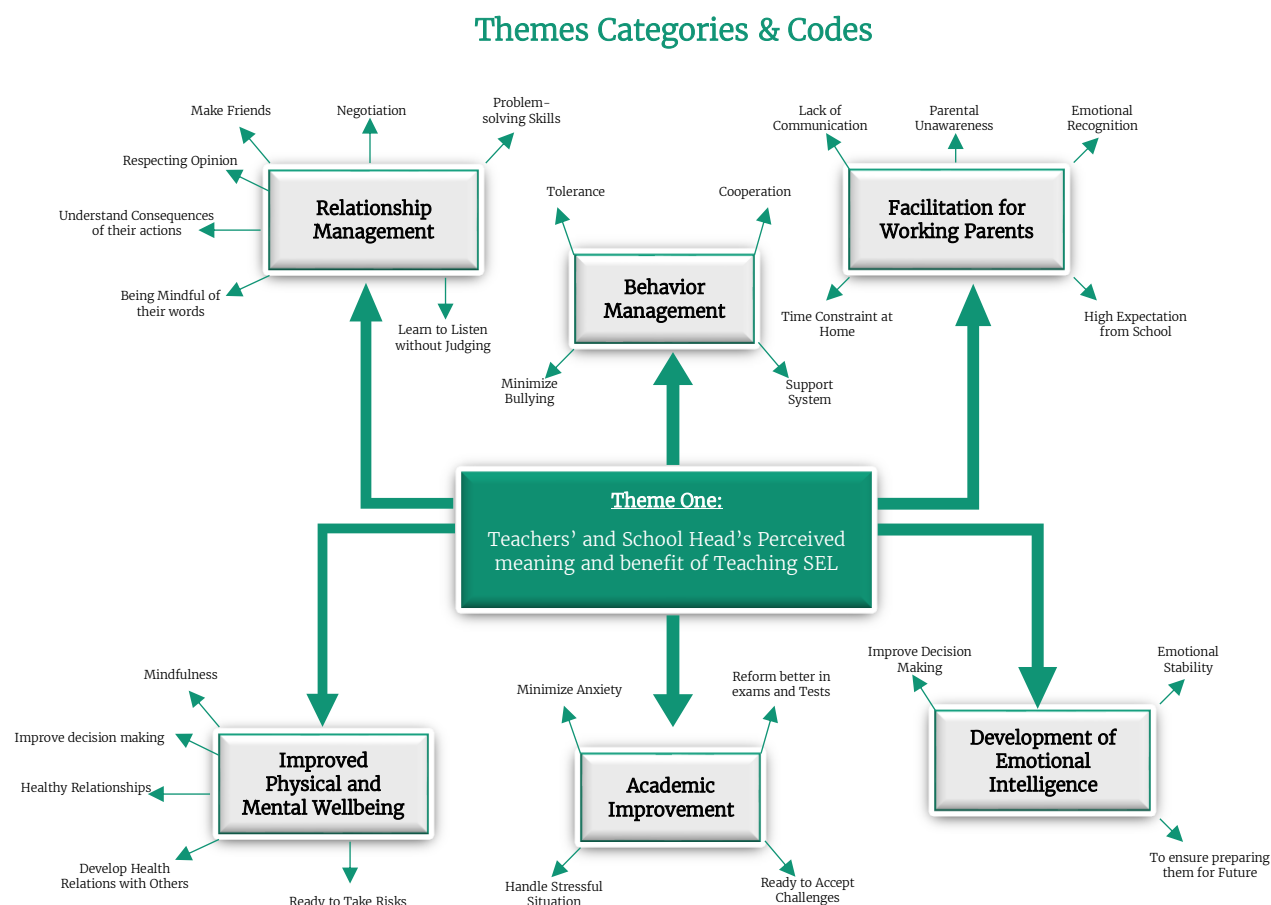 Themes Categories & Codes
Make Friends
Negotiation
Problem-
solving Skills
Respecting Opinion
Understand Consequences
of their actions
Being Mindful of
their words
Learn to Listen
without Judging
Relationship
Management
Tolerance
Cooperation
Behavior
Management
Minimize
Bullying
Support
System
Lack of
Communication
Parental
Unawareness
Emotional
Recognition
Facilitation for
Working Parents
Time Constraint at
Home
High Expectation
from School
Theme One:
Teachers’ and School Head’s Perceived
meaning and benefit of Teaching SEL
Mindfulness
Improve decision making
Healthy Relationships
Develop Health
Relations with Others
Ready to Take Risks
Improved
Physical and
Mental Wellbeing
Minimize Anxiety
Reform better in
exams and Tests
Academic
Improvement
Handle Stressful
Situation
Ready to Accept
Challenges
Improve Decision
Making
Emotional
Stability
Development of
Emotional
Intelligence
To ensure preparing
them for Future